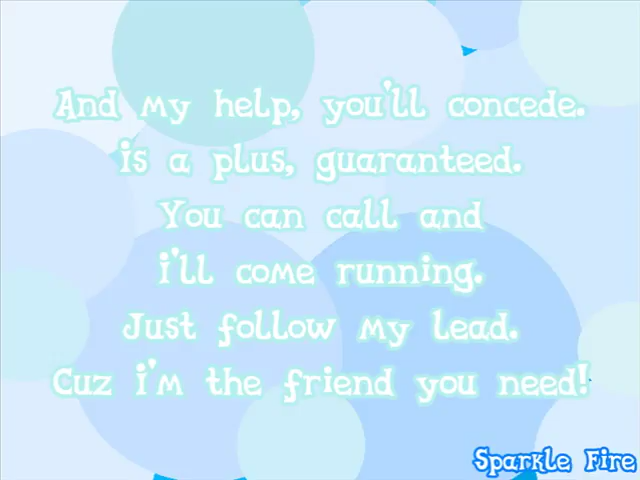 And my help, you'll concede.
is a plus, guaranteed.
You can call and
i'll come running.
Just follow my lead.
Cuz i'm the friend you need!
Sparkle Fire